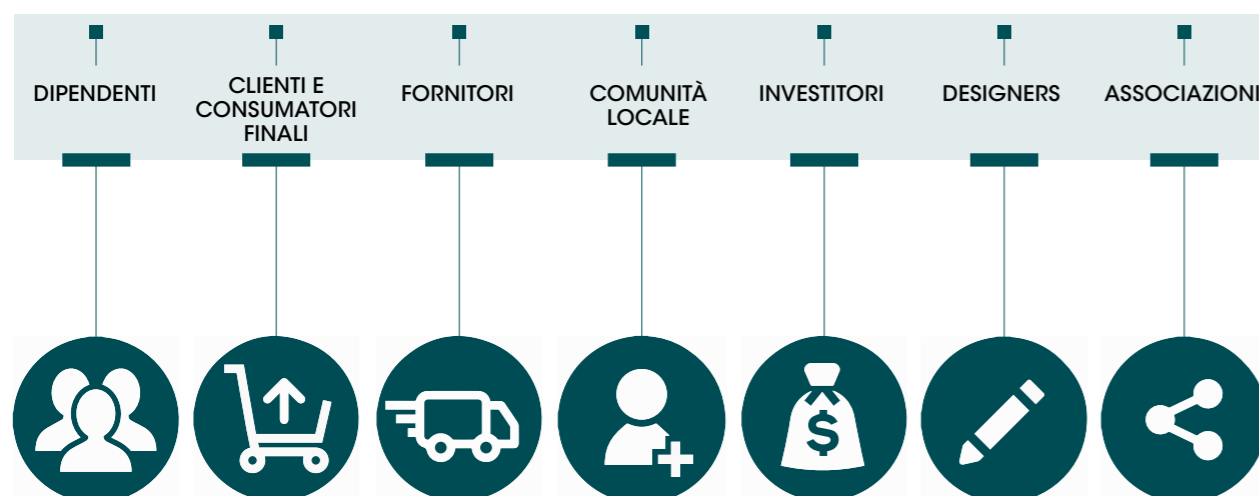 DIPENDENTI
CLIENTI E
CONSUMATORI
FINALI
FORNITORI
COMUNITÀ
LOCALE
INVESTITORI
DESIGNERS
ASSOCIAZIONI
$